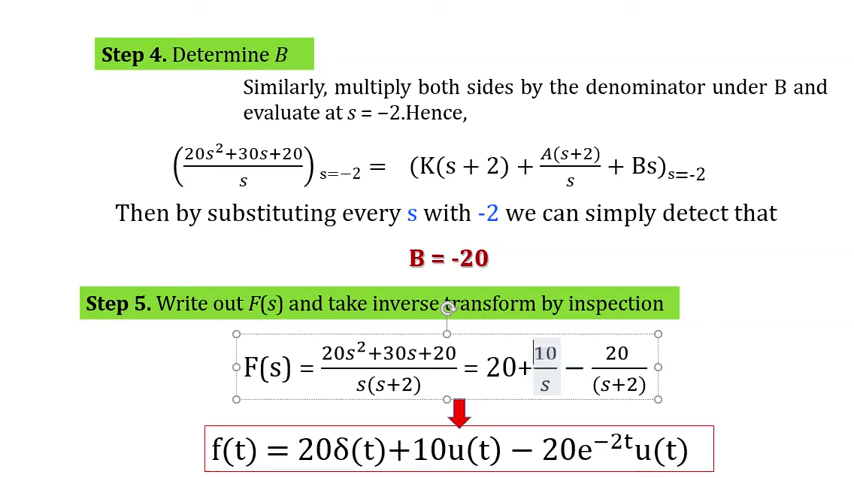 Step 4. Determine B
Similarly, multiply both sides by the denominator under B and
evaluate at s = −2.Hence,
(20s²+30s+20 / s) s=−2 = (K(s + 2) + A(s+2) / s + Bs)s=-2
Then by substituting every s with -2 we can simply detect that
B = -20
Step 5. Write out F(s) and take inverse transform by inspection
F(s) = 20s²+30s+20 / s(s+2) = 20+ 10 / s − 20 / (s+2)
f(t) = 20δ(t)+10u(t) − 20e⁻²ᵗu(t)